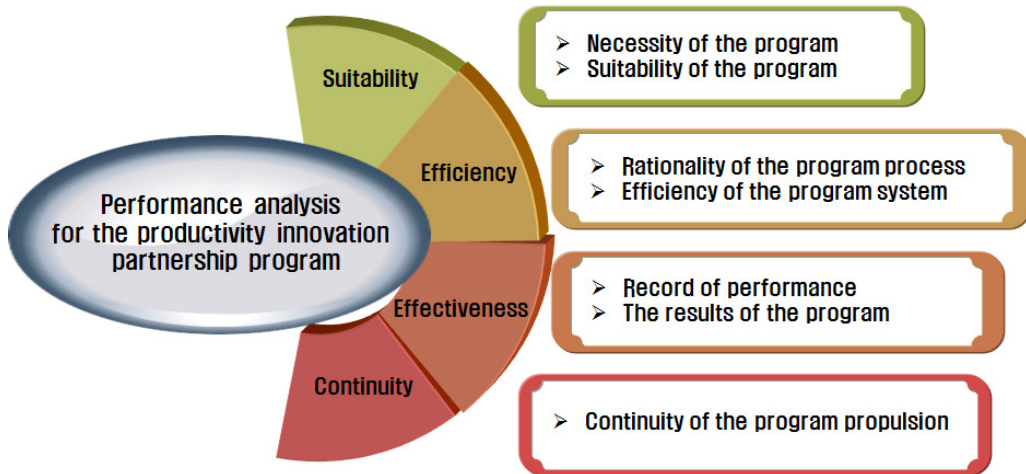 Performance analysis
for the productivity innovation
partnership program
Suitability
➢ Necessity of the program
➢ Suitability of the program
Efficiency
➢ Rationality of the program process
➢ Efficiency of the program system
Effectiveness
➢ Record of performance
➢ The results of the program
Continuity
➢ Continuity of the program propulsion